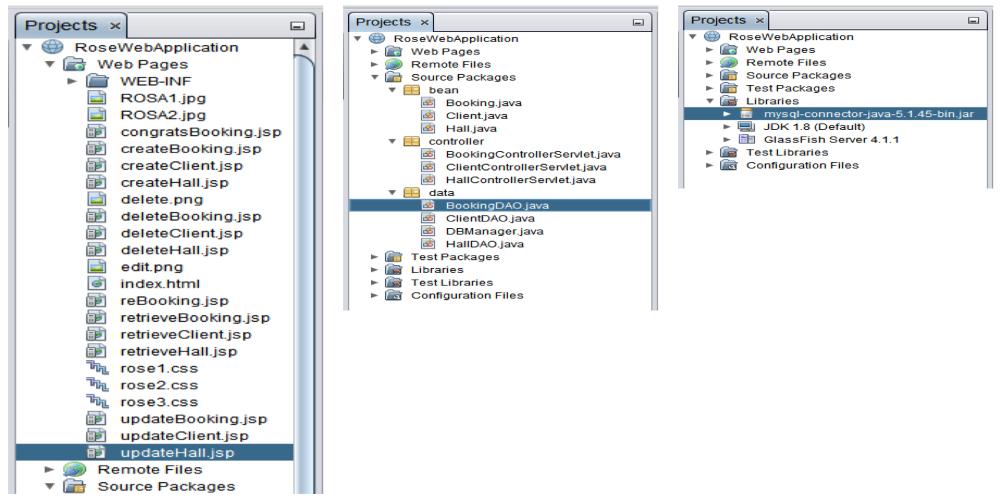 Projects ×
RoseWebApplication
Web Pages
WEB-INF
ROSA1.jpg
ROSA2.jpg
congratsBooking.jsp
createBooking.jsp
createClient.jsp
createHall.jsp
delete.png
deleteBooking.jsp
deleteClient.jsp
deleteHall.jsp
edit.png
index.html
reBooking.jsp
retrieveBooking.jsp
retrieveClient.jsp
retrieveHall.jsp
rose1.css
rose2.css
rose3.css
updateBooking.jsp
updateClient.jsp
updateHall.jsp
Remote Files
Source Packages
Projects ×
RoseWebApplication
Web Pages
Remote Files
Source Packages
bean
Booking.java
Client.java
Hall.java
controller
BookingControllerServlet.java
ClientControllerServlet.java
HallControllerServlet.java
data
BookingDAO.java
ClientDAO.java
DBManager.java
HallDAO.java
Test Packages
Libraries
Test Libraries
Configuration Files
Projects ×
RoseWebApplication
Web Pages
Remote Files
Source Packages
Test Packages
Libraries
mysql-connector-java-5.1.45-bin.jar
JDK 1.8 (Default)
GlassFish Server 4.1.1
Test Libraries
Configuration Files